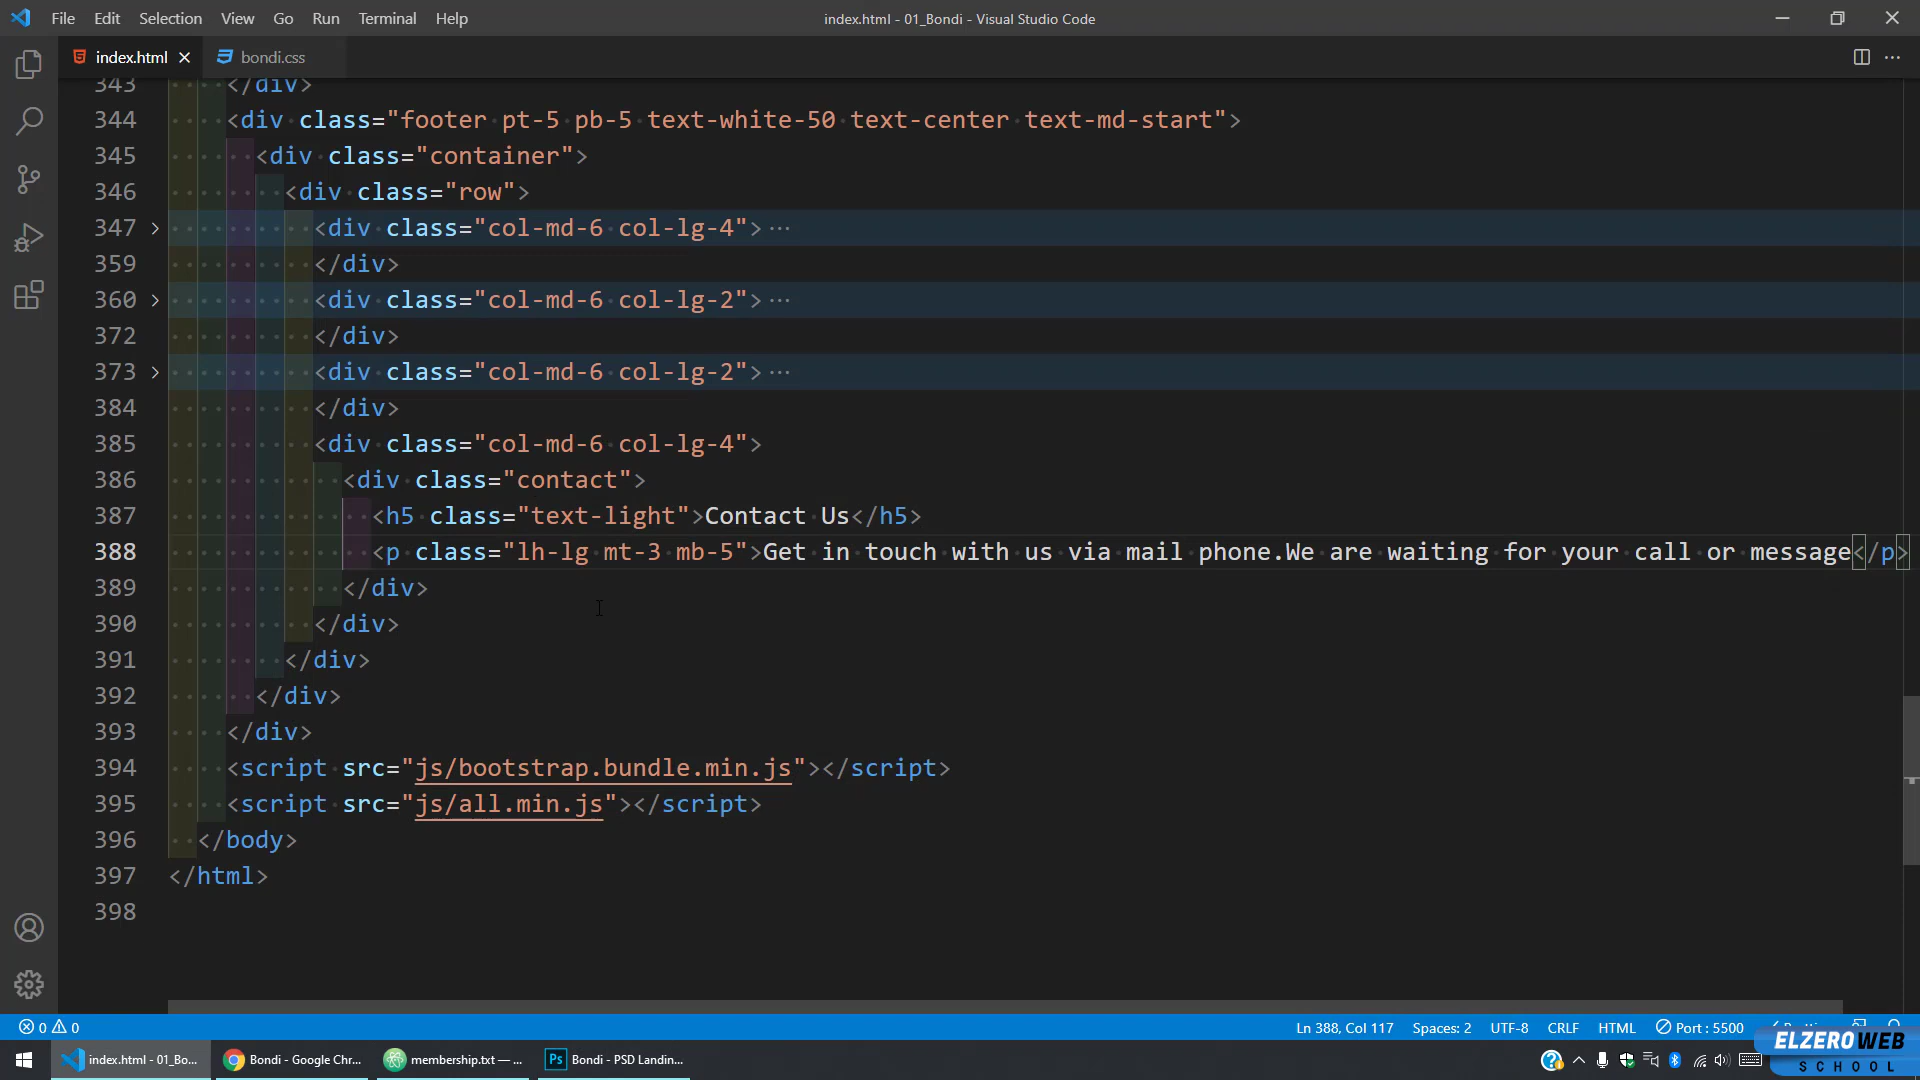 File Edit Selection View Go Run Terminal Help index.html - 01_Bondi - Visual Studio Code
index.html bondi.css
343 </div>
344 <div class="footer pt-5 pb-5 text-white-50 text-center text-md-start">
345 <div class="container">
346 <div class="row">
347 <div class="col-md-6 col-lg-4">···
359 </div>
360 <div class="col-md-6 col-lg-2">···
372 </div>
373 <div class="col-md-6 col-lg-2">···
384 </div>
385 <div class="col-md-6 col-lg-4">
386 <div class="contact">
387 <h5 class="text-light">Contact Us</h5>
388 <p class="lh-lg mt-3 mb-5">Get in touch with us via mail phone.We are waiting for your call or message</p>
389 </div>
390 </div>
391 </div>
392 </div>
393 </div>
394 <script src="js/bootstrap.bundle.min.js"></script>
395 <script src="js/all.min.js"></script>
396 </body>
397 </html>
398
0 0 Ln 388, Col 117 Spaces: 2 UTF-8 CRLF HTML Port : 5500
index.html - 01_Bo... Bondi - Google Chr... membership.txt — ... Ps Bondi - PSD Landin...
ELZEROWEB
SCHOOL